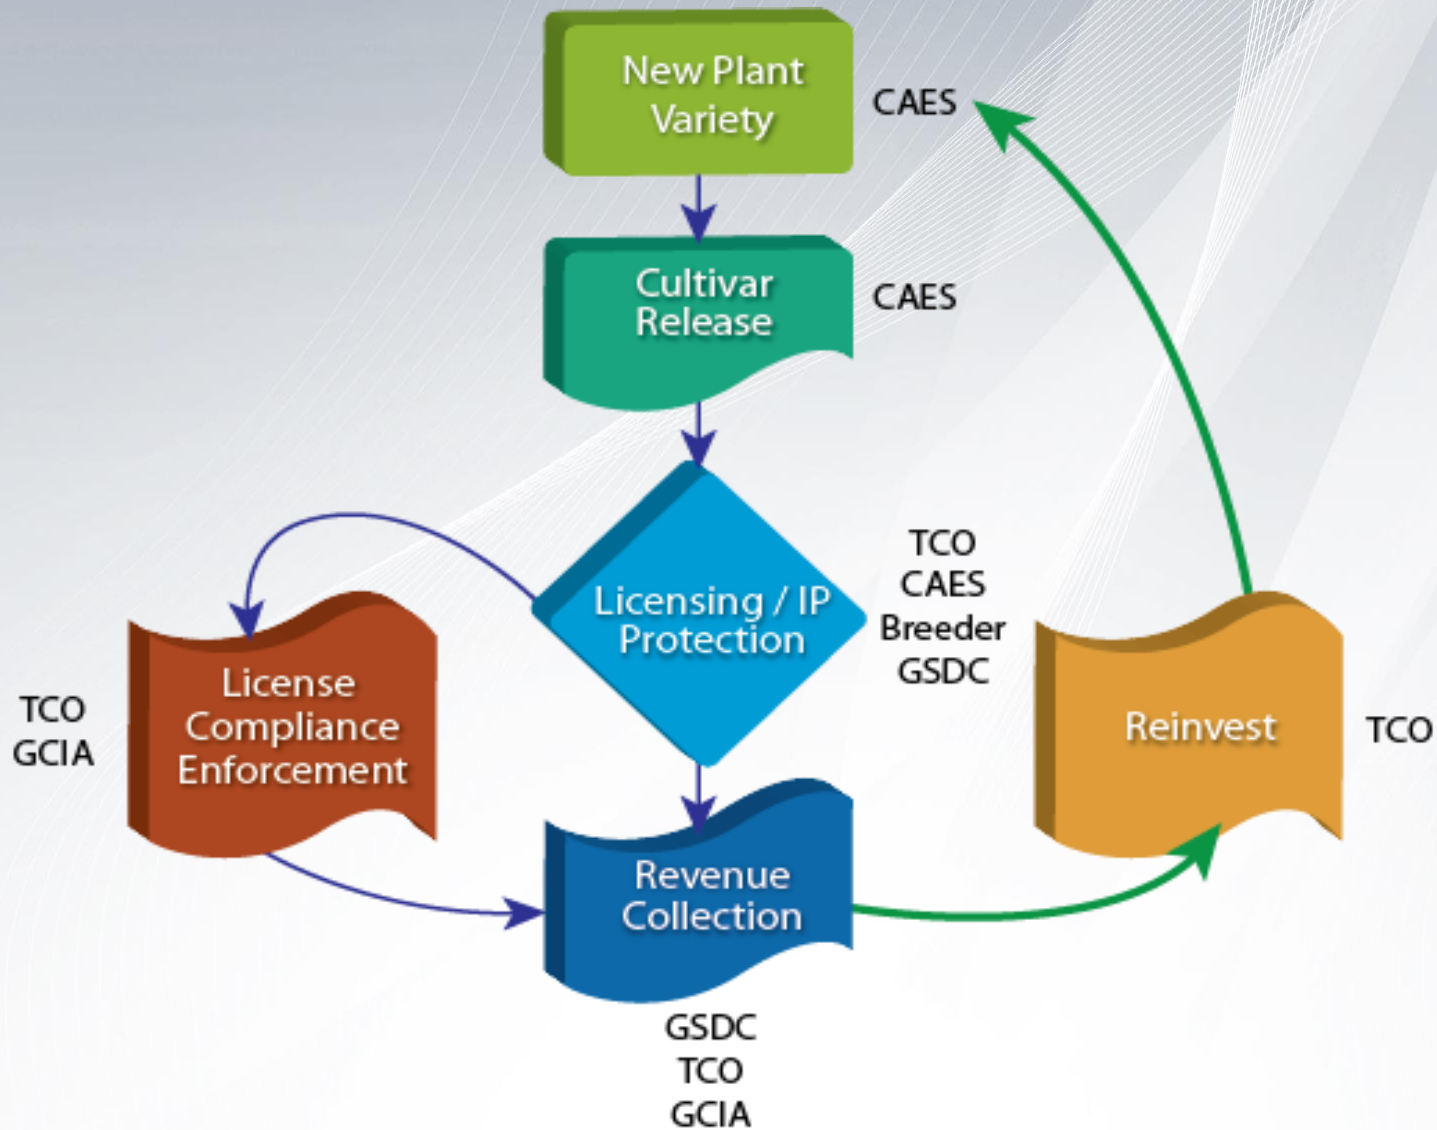 New Plant
Variety
CAES
Cultivar
Release
CAES
Licensing / IP
Protection
TCO
CAES
Breeder
GSDC
License
Compliance
Enforcement
TCO
GCIA
Reinvest
TCO
Revenue
Collection
GSDC
TCO
GCIA